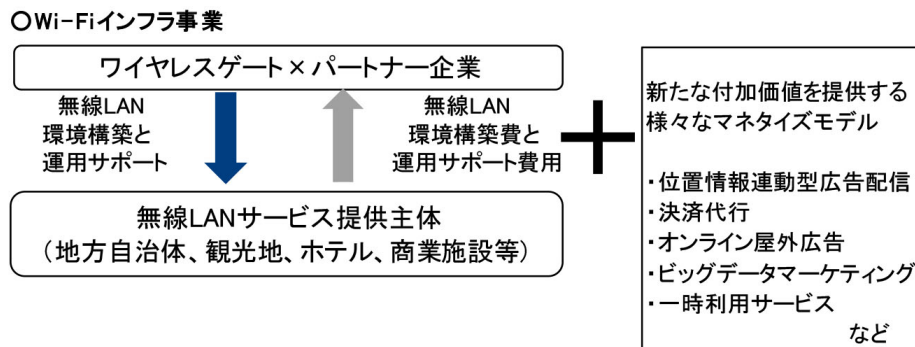 〇Wi-Fiインフラ事業
ワイヤレスゲート×パートナー企業
無線LAN
環境構築と
運用サポート
無線LAN
環境構築費と
運用サポート費用
無線LANサービス提供主体
(地方自治体、観光地、ホテル、商業施設等)
新たな付加価値を提供する
様々なマネタイズモデル
・位置情報連動型広告配信
・決済代行
・オンライン屋外広告
・ビッグデータマーケティング
・一時利用サービス
など